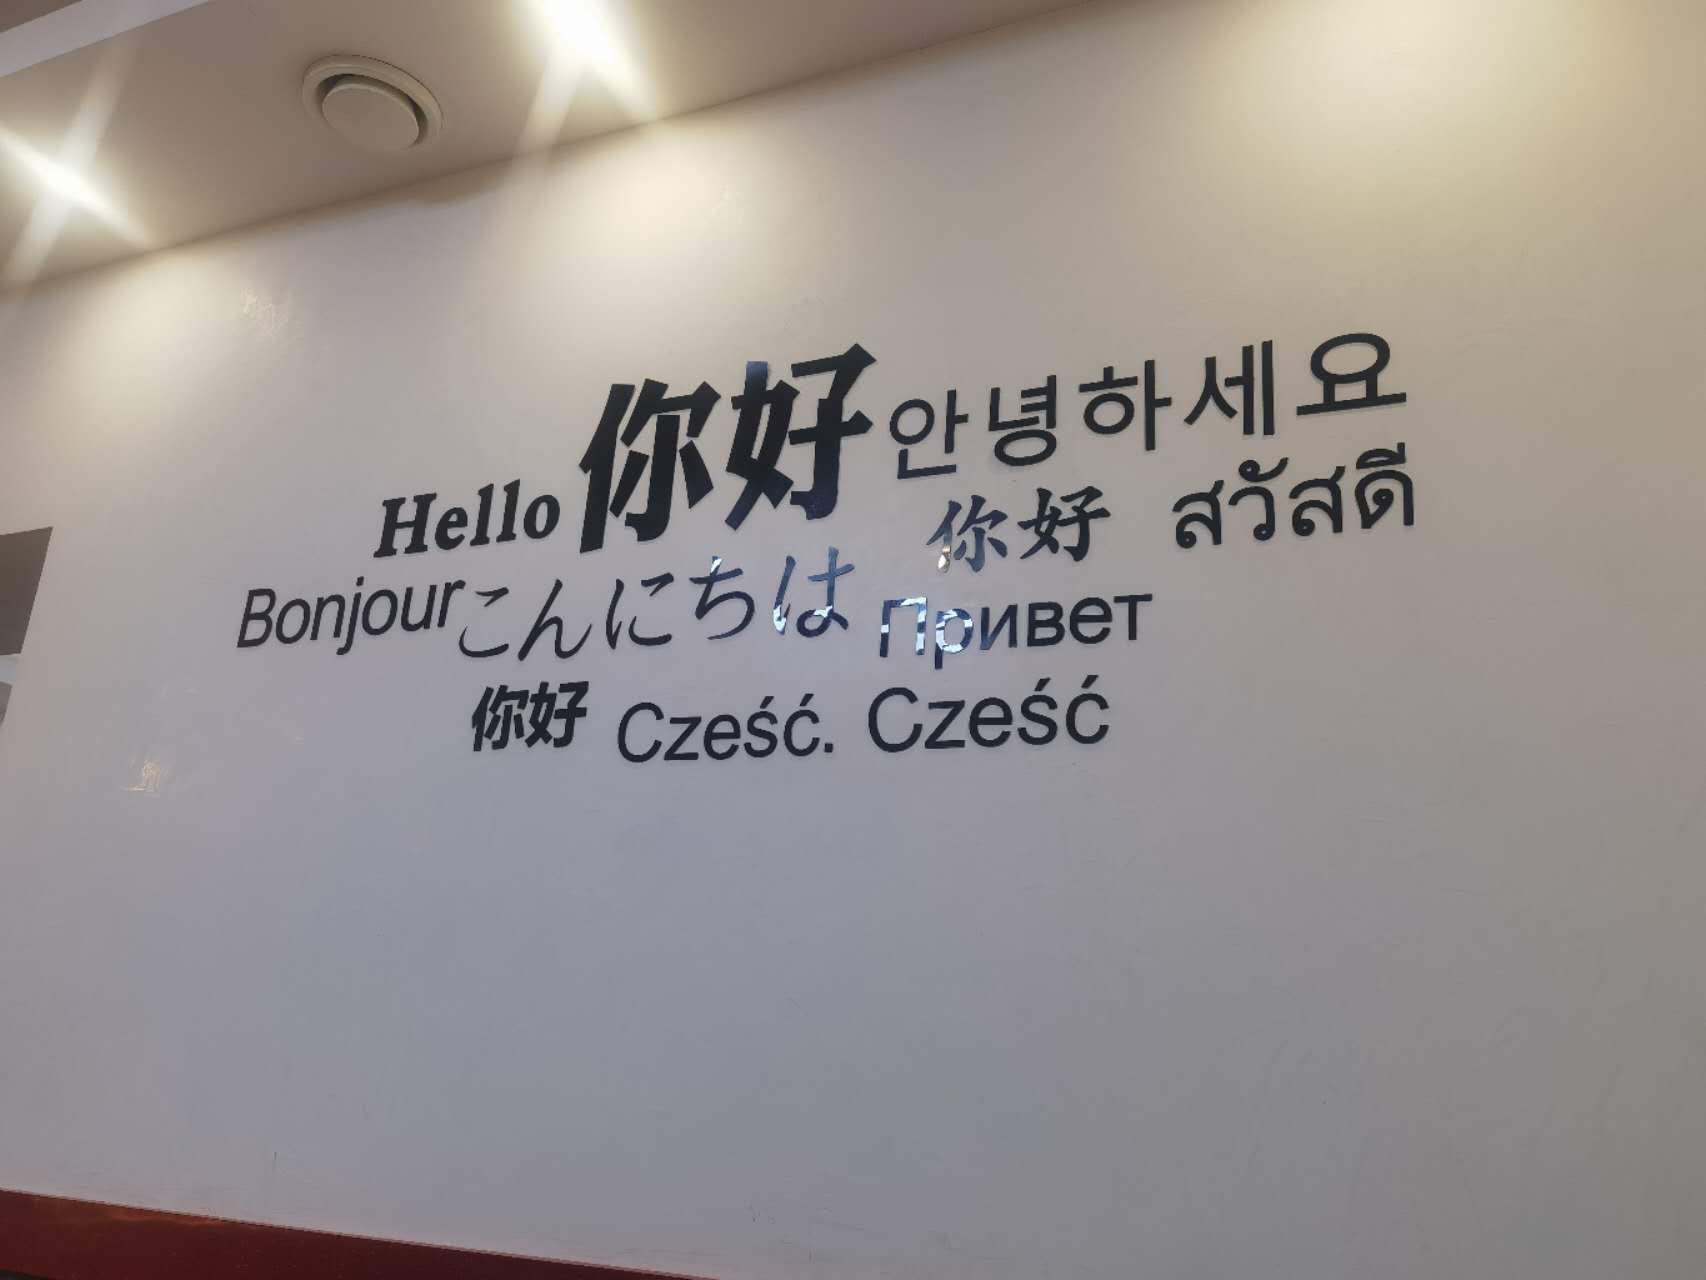 Hello 你好 안녕하세요
你好 สวัสดี
Bonjour こんにちは Привет
你好 Cześć. Cześć